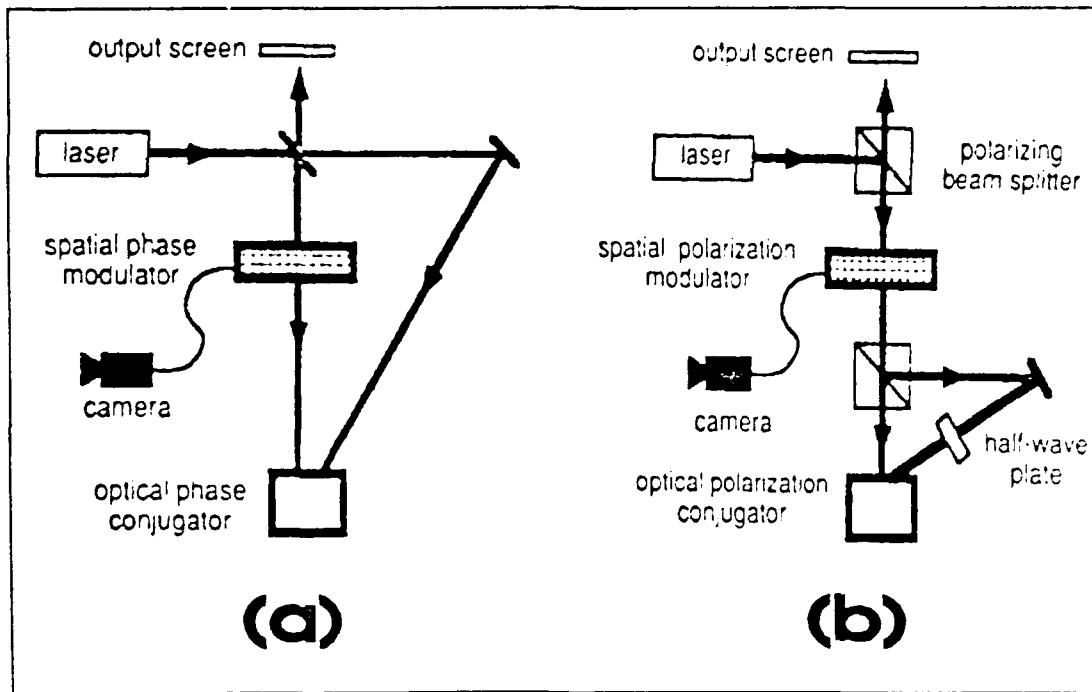 output screen
laser
spatial phase
modulator
camera
optical phase
conjugator
(a)
output screen
laser
polarizing
beam splitter
spatial polarization
modulator
camera
half-wave
plate
optical polarization
conjugator
(b)